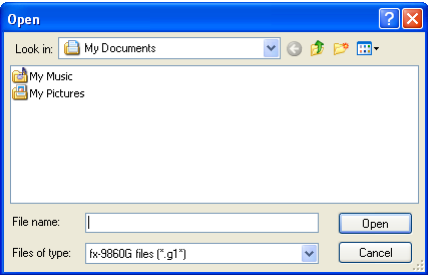 Open
Look in: My Documents
My Music
My Pictures
File name: Open
Files of type: fx-9860G files (*.g1*) Cancel